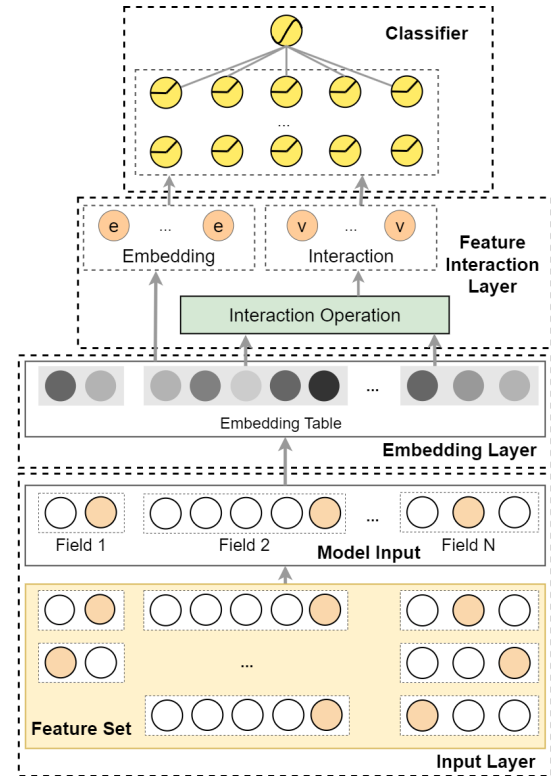 Classifier
...
e ... e
v ... v
Embedding
Interaction
Feature
Interaction
Layer
Interaction Operation
...
Embedding Table
Embedding Layer
...
Field 1
Field 2
Field N
Model Input
...
Feature Set
Input Layer